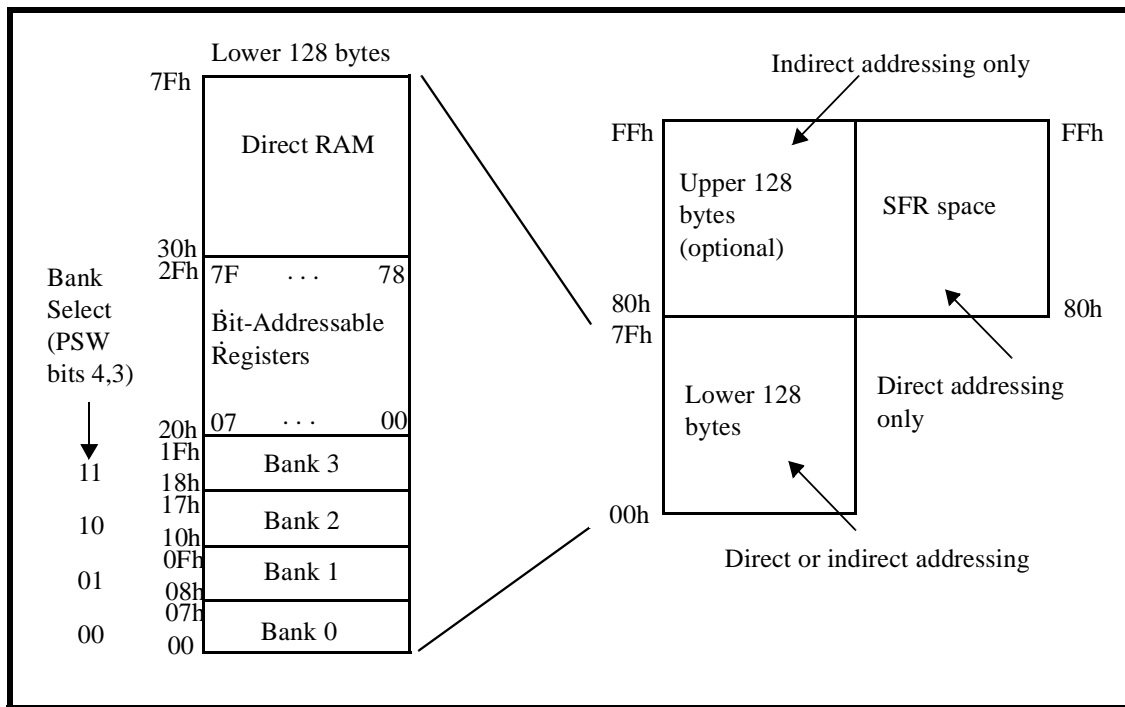 Lower 128 bytes
7Fh
Direct RAM
30h
2Fh
7F ... 78
Bit-Addressable
Registers
07 ... 00
20h
1Fh
Bank 3
18h
17h
Bank 2
10h
0Fh
Bank 1
08h
07h
Bank 0
00
Bank
Select
(PSW
bits 4,3)
11
10
01
00
Indirect addressing only
FFh
FFh
Upper 128
bytes
(optional)
SFR space
80h
80h
7Fh
Lower 128
bytes
Direct addressing
only
00h
Direct or indirect addressing